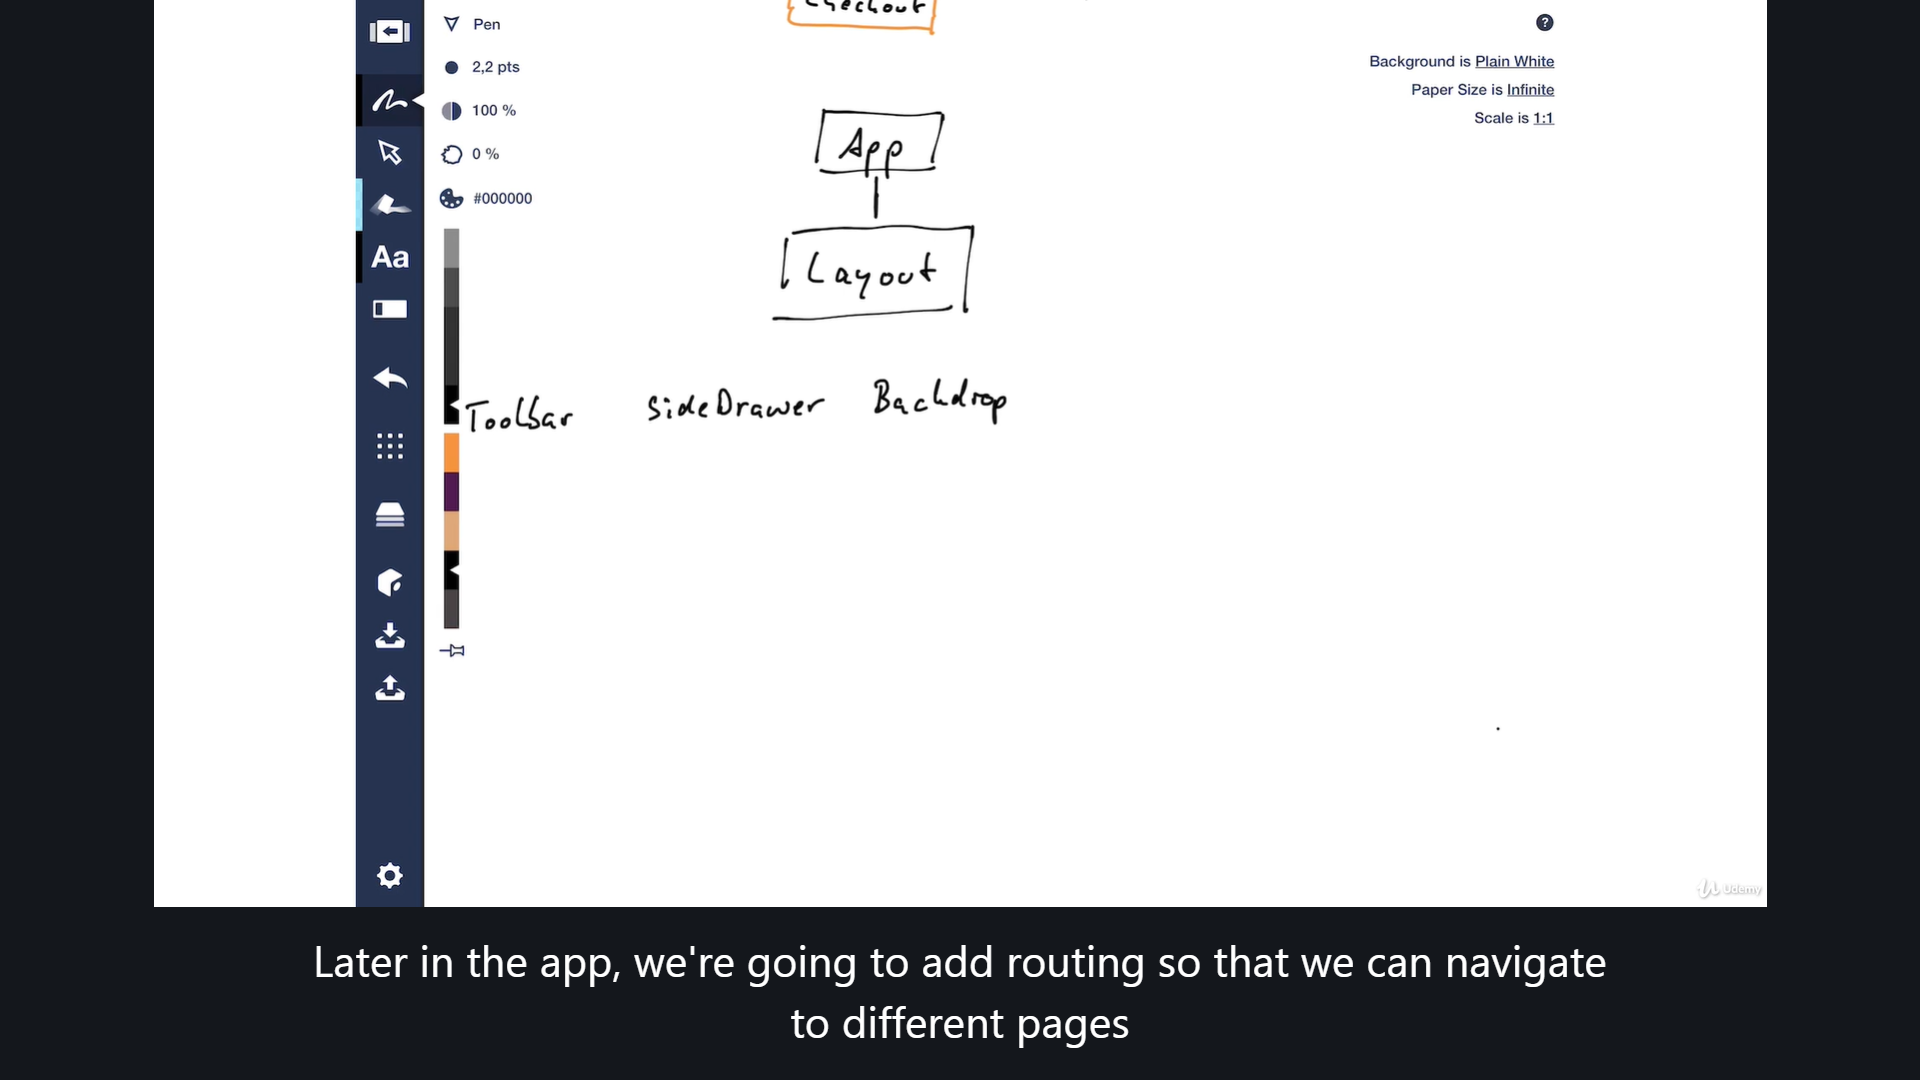 checkout
Pen
2,2 pts
100 %
0 %
#000000
?
Background is Plain White
Paper Size is Infinite
Scale is 1:1
App
Layout
Aa
Toolbar SideDrawer Backdrop
Udemy
Later in the app, we're going to add routing so that we can navigate
to different pages